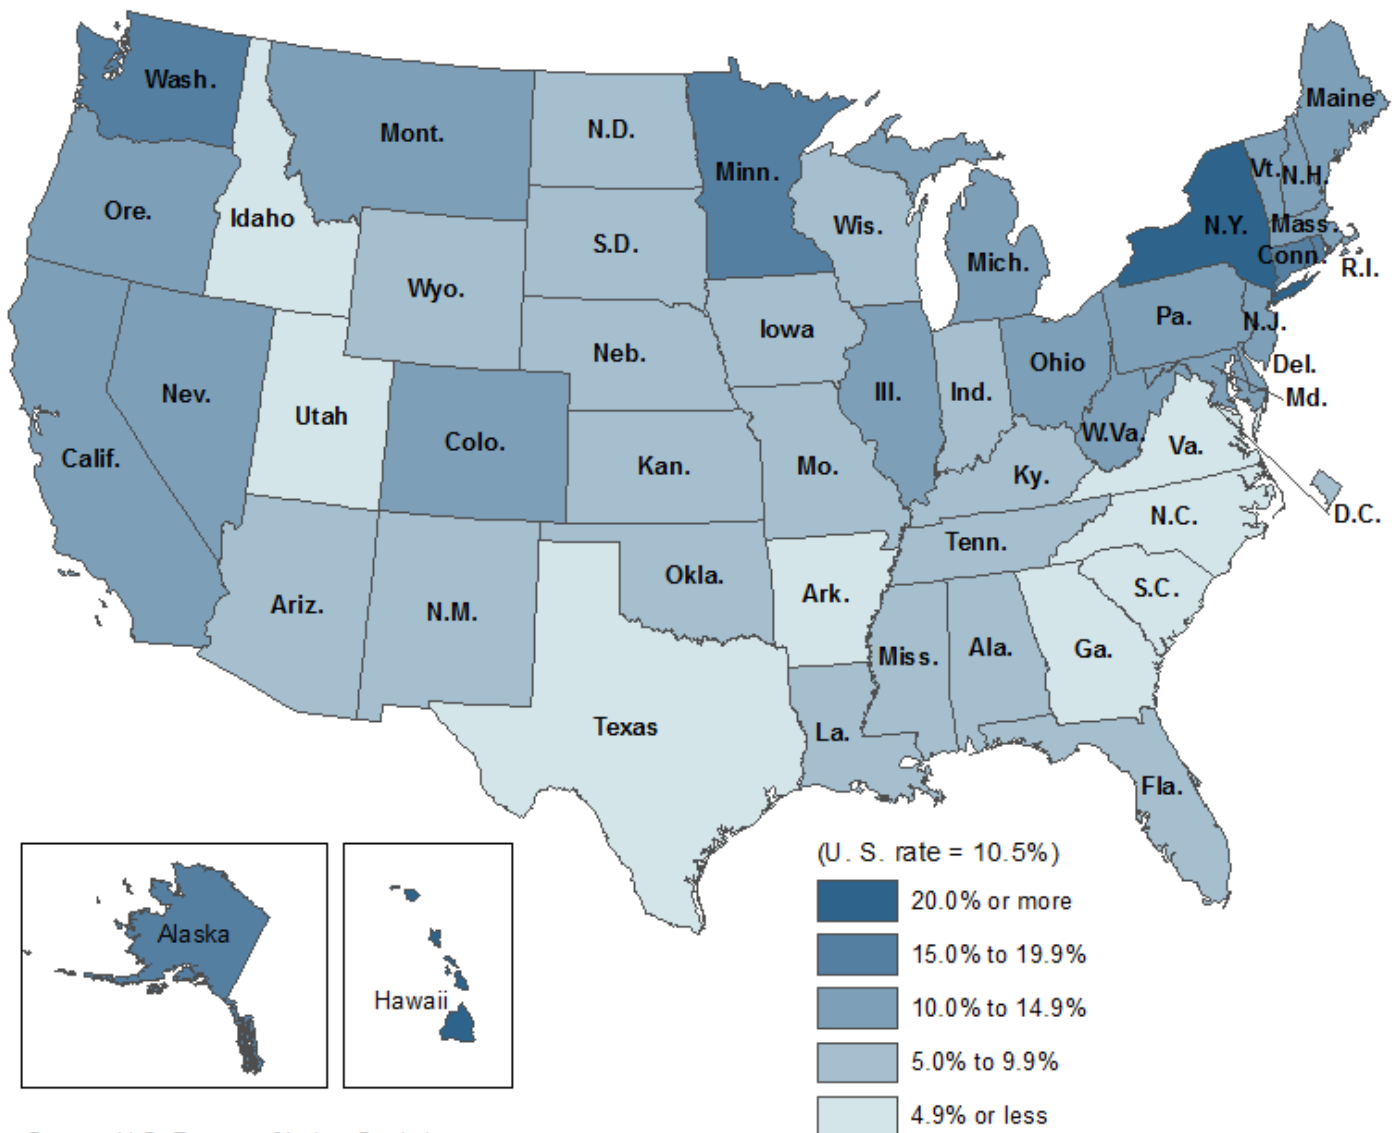 Wash.
Mont.
N.D.
Minn.
Maine
Vt.
N.H.
Ore.
Idaho
S.D.
Wis.
N.Y.
Mass.
Conn.
R.I.
Wyo.
Mich.
Iowa
Pa.
N.J.
Neb.
Ohio
Del.
Nev.
Ill.
Ind.
Md.
Utah
Colo.
W.Va.
Va.
Calif.
Kan.
Mo.
Ky.
D.C.
N.C.
Tenn.
Okla.
Ark.
S.C.
Ariz.
N.M.
Miss.
Ala.
Ga.
Texas
La.
Fla.
Alaska
Hawaii
(U. S. rate = 10.5%)
20.0% or more
15.0% to 19.9%
10.0% to 14.9%
5.0% to 9.9%
4.9% or less